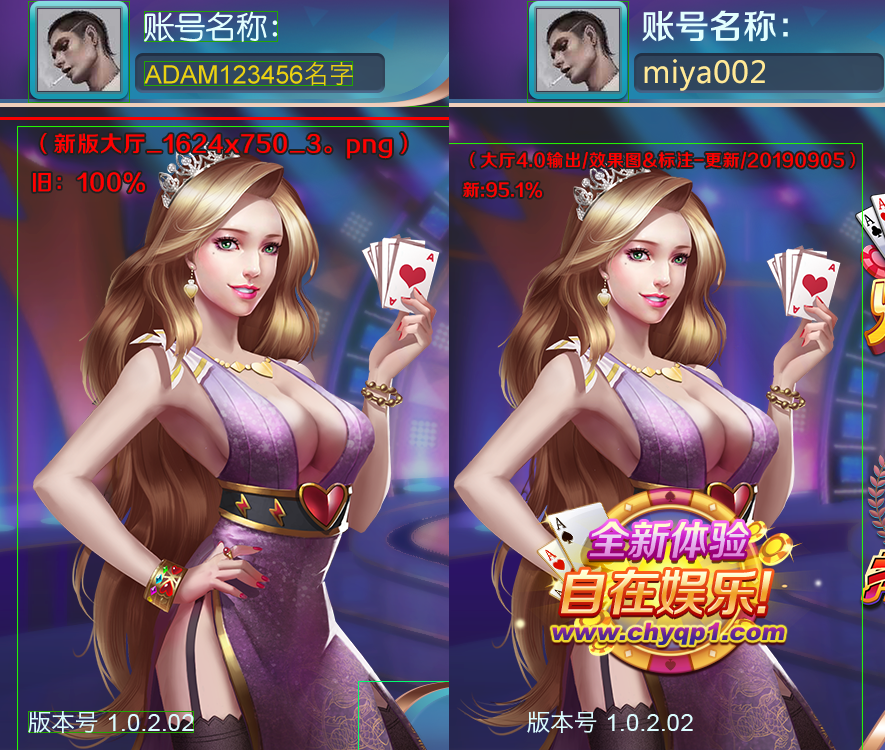 账号名称：
ADAM123456名字
（新版大厅_1624x750_3。png）
旧：100%
A
A
版本号 1.0.2.02
账号名称：
miya002
（大厅4.0输出/效果图&标注-更新/20190905）
新:95.1%
A
A
A
A
全新体验
自在娱乐!
www.chyqp1.com
版本号 1.0.2.02